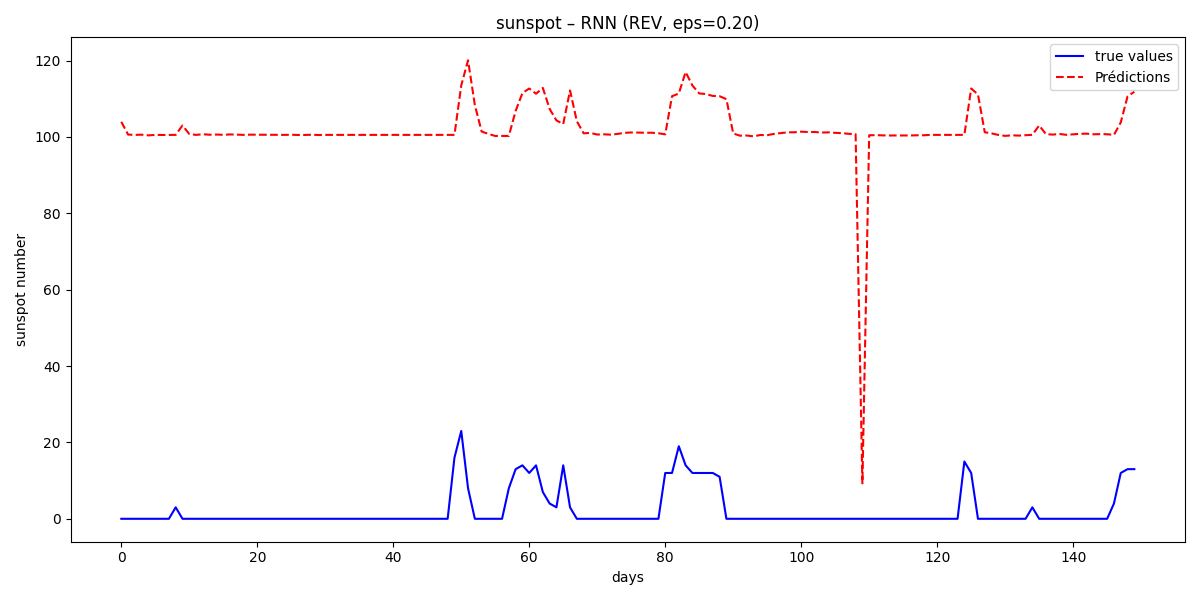 sunspot – RNN (REV, eps=0.20)
true values
Prédictions
sunspot number
120
100
80
60
40
20
0
0 20 40 60 80 100 120 140
days